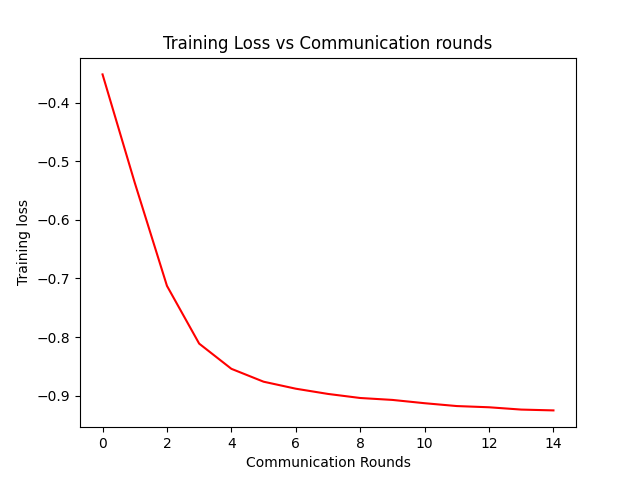 Training Loss vs Communication rounds
−0.4
−0.5
−0.6
−0.7
−0.8
−0.9
Training loss
0 2 4 6 8 10 12 14
Communication Rounds